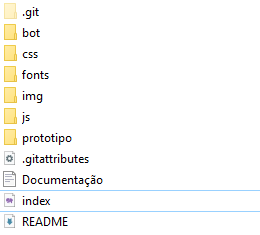 .git
bot
css
fonts
img
js
prototipo
.gitattributes
Documentação
index
README